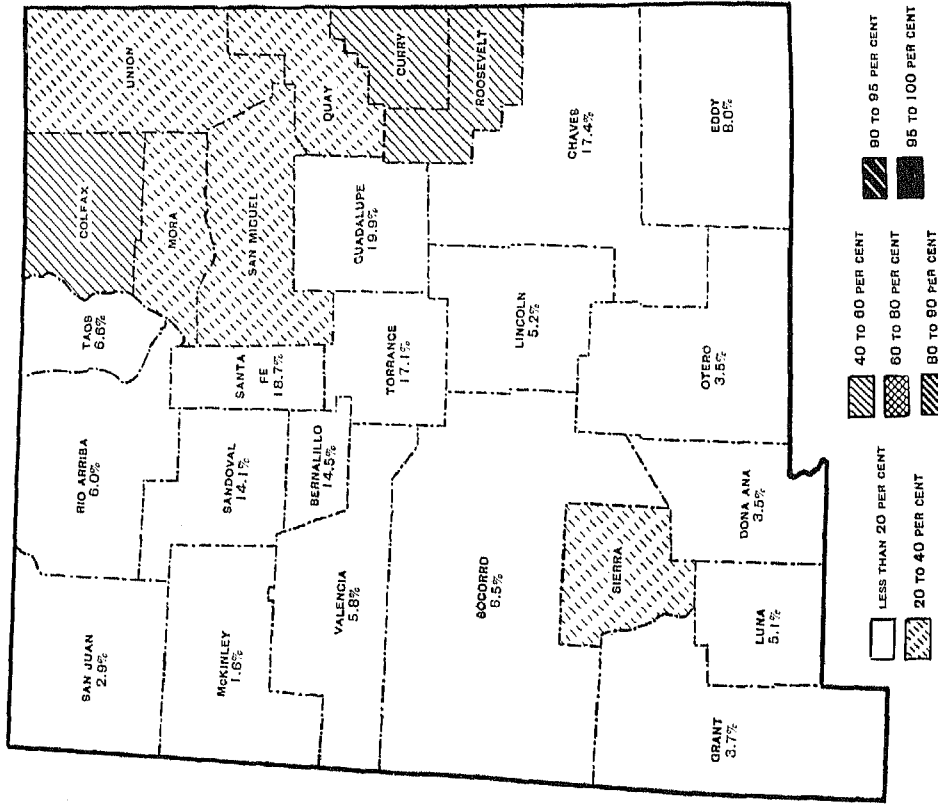 SAN JUAN
2.9%
RIO ARRIBA
6.0%
TAOS
6.6%
COLFAX
UNION
MORA
MCKINLEY
1.6%
SANDOVAL
14.1%
SANTA
FE
18.7%
SAN MIGUEL
BERNALILLO
14.5%
QUAY
GUADALUPE
19.9%
CURRY
VALENCIA
5.8%
TORRANCE
17.1%
ROOSEVELT
SOCORRO
6.5%
LINCOLN
5.2%
CHAVES
17.4%
SIERRA
OTERO
3.5%
EDDY
8.0%
GRANT
3.7%
LUNA
5.1%
DONA ANA
3.5%
LESS THAN 20 PER CENT
20 TO 40 PER CENT
40 TO 60 PER CENT
60 TO 80 PER CENT
80 TO 90 PER CENT
90 TO 95 PER CENT
95 TO 100 PER CENT